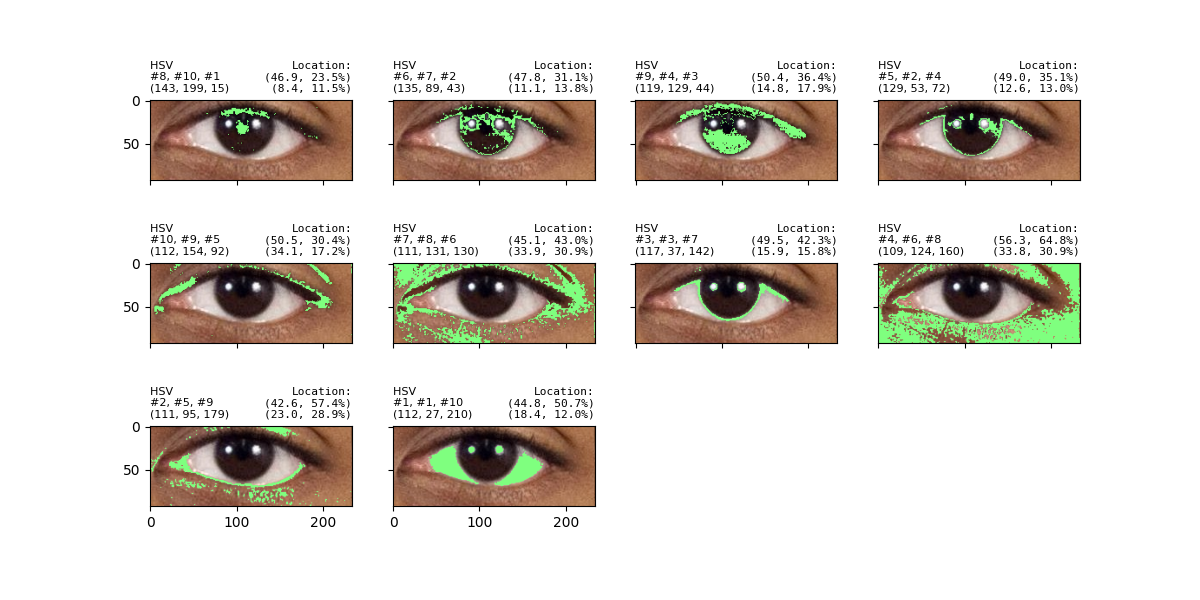 HSV Location:
#8, #10, #1 (46.9, 23.5%)
(143, 199, 15) (8.4, 11.5%)
HSV Location:
#6, #7, #2 (47.8, 31.1%)
(135, 89, 43) (11.1, 13.8%)
HSV Location:
#9, #4, #3 (50.4, 36.4%)
(119, 129, 44) (14.8, 17.9%)
HSV Location:
#5, #2, #4 (49.0, 35.1%)
(129, 53, 72) (12.6, 13.0%)
0
50
HSV Location:
#10, #9, #5 (50.5, 30.4%)
(112, 154, 92) (34.1, 17.2%)
HSV Location:
#7, #8, #6 (45.1, 43.0%)
(111, 131, 130) (33.9, 30.9%)
HSV Location:
#3, #3, #7 (49.5, 42.3%)
(117, 37, 142) (15.9, 15.8%)
HSV Location:
#4, #6, #8 (56.3, 64.8%)
(109, 124, 160) (33.8, 30.9%)
0
50
HSV Location:
#2, #5, #9 (42.6, 57.4%)
(111, 95, 179) (23.0, 28.9%)
HSV Location:
#1, #1, #10 (44.8, 50.7%)
(112, 27, 210) (18.4, 12.0%)
0
50
0 100 200
0 100 200